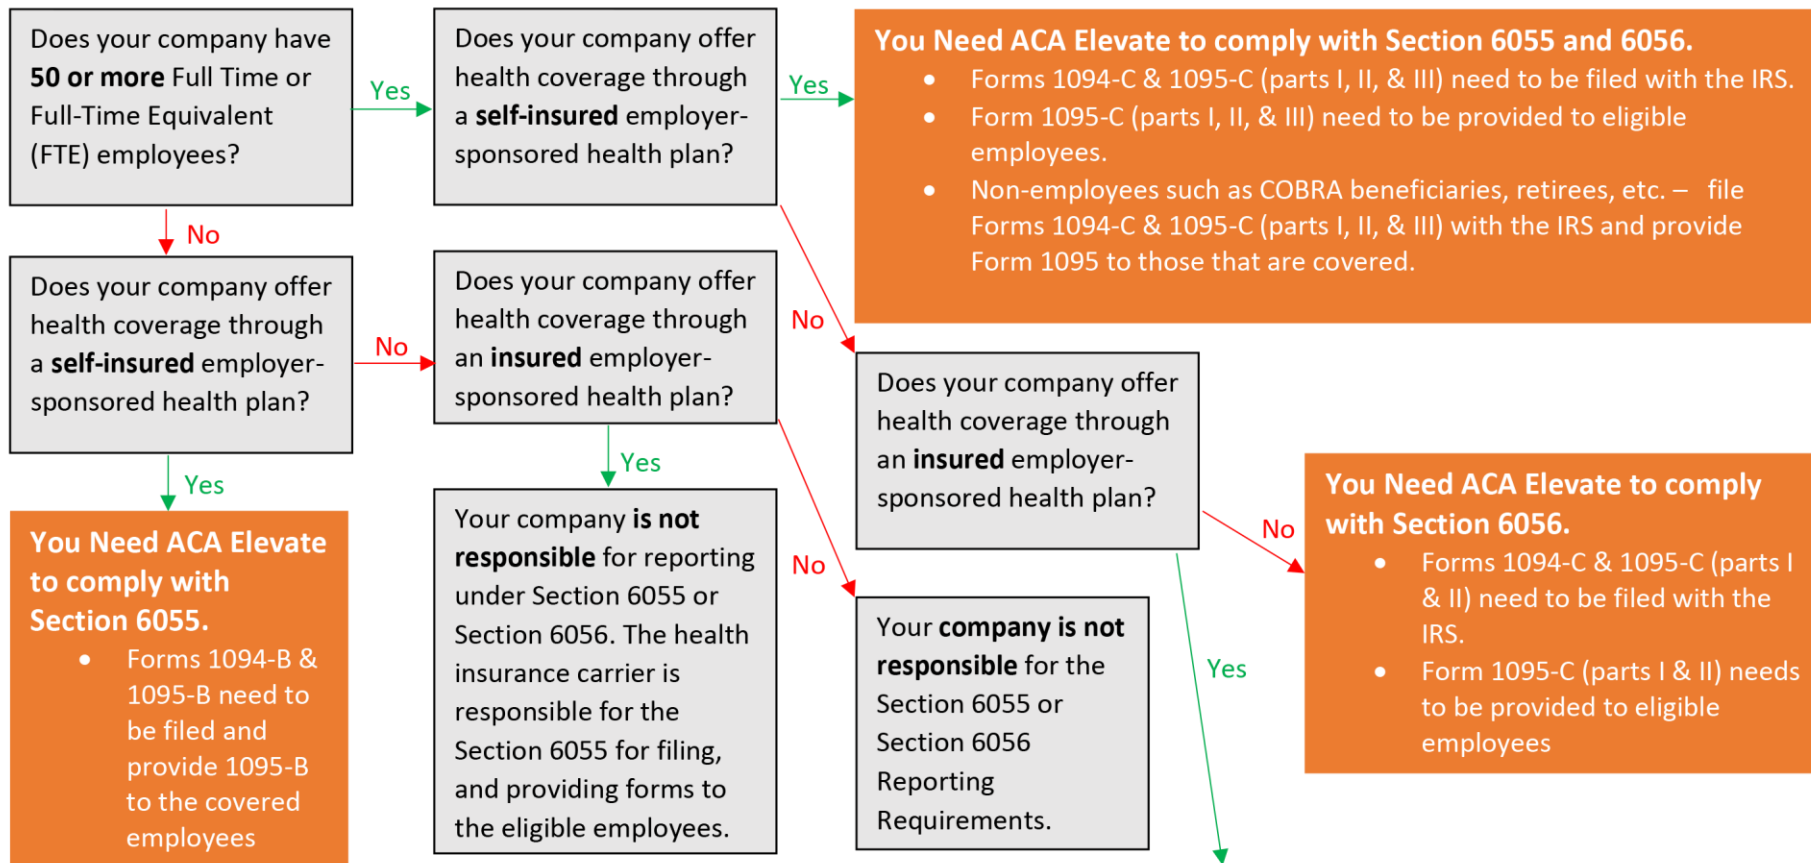 Does your company have
50 or more Full Time or
Full-Time Equivalent
(FTE) employees?
Yes
Does your company offer
health coverage through
a self-insured employer-
sponsored health plan?
Yes
You Need ACA Elevate to comply with Section 6055 and 6056.
• Forms 1094-C & 1095-C (parts I, II, & III) need to be filed with the IRS.
• Form 1095-C (parts I, II, & III) need to be provided to eligible
employees.
• Non-employees such as COBRA beneficiaries, retirees, etc. – file
Forms 1094-C & 1095-C (parts I, II, & III) with the IRS and provide
Form 1095 to those that are covered.
No
Does your company offer
health coverage through
a self-insured employer-
sponsored health plan?
No
Does your company offer
health coverage through
an insured employer-
sponsored health plan?
No
Does your company offer
health coverage through
an insured employer-
sponsored health plan?
No
You Need ACA Elevate to comply
with Section 6056.
• Forms 1094-C & 1095-C (parts I
& II) need to be filed with the
IRS.
• Form 1095-C (parts I & II) needs
to be provided to eligible
employees
Yes
You Need ACA Elevate
to comply with
Section 6055.
• Forms 1094-B &
1095-B need to
be filed and
provide 1095-B
to the covered
employees
Yes
Your company is not
responsible for reporting
under Section 6055 or
Section 6056. The health
insurance carrier is
responsible for the
Section 6055 for filing,
and providing forms to
the eligible employees.
No
Your company is not
responsible for the
Section 6055 or
Section 6056
Reporting
Requirements.
Yes